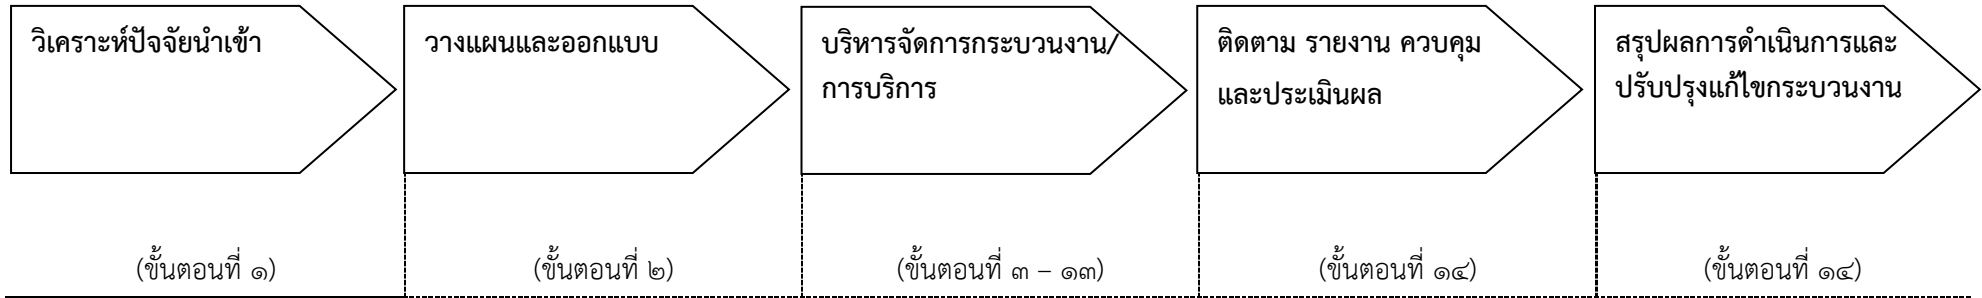 วิเคราะห์ปัจจัยนำเข้า
วางแผนและออกแบบ
บริหารจัดการกระบวนงาน/
การบริการ
ติดตาม รายงาน ควบคุม
และประเมินผล
สรุปผลการดำเนินการและ
ปรับปรุงแก้ไขกระบวนงาน
(ขั้นตอนที่ ๑)
(ขั้นตอนที่ ๒)
(ขั้นตอนที่ ๓ – ๑๓)
(ขั้นตอนที่ ๑๔)
(ขั้นตอนที่ ๑๔)